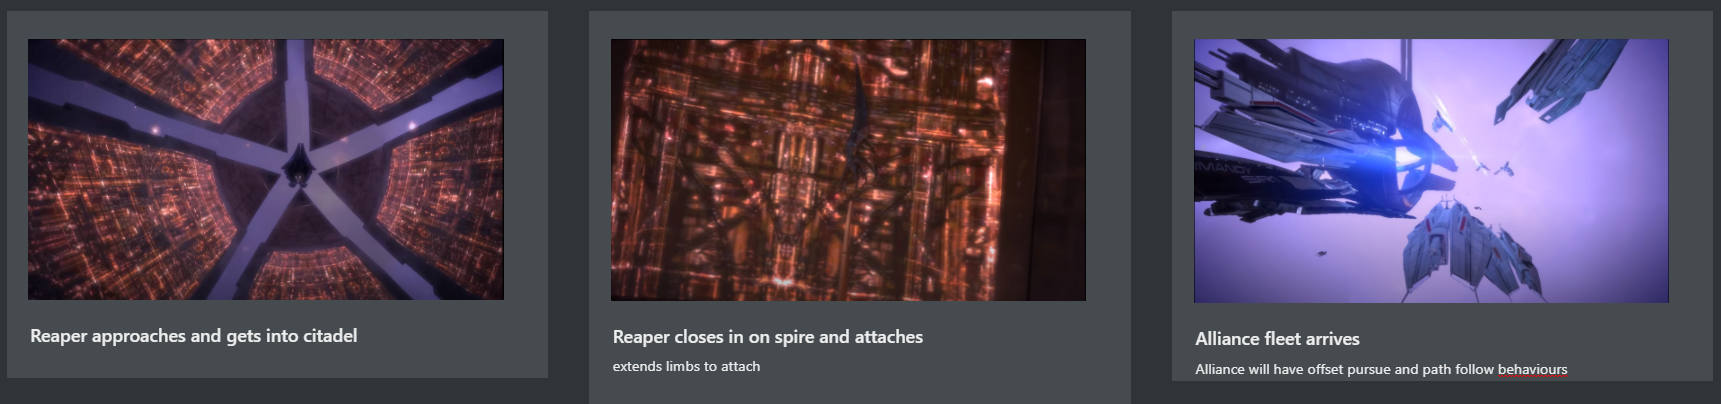 Reaper approaches and gets into citadel
Reaper closes in on spire and attaches
extends limbs to attach
Alliance fleet arrives
Alliance will have offset pursue and path follow behaviours